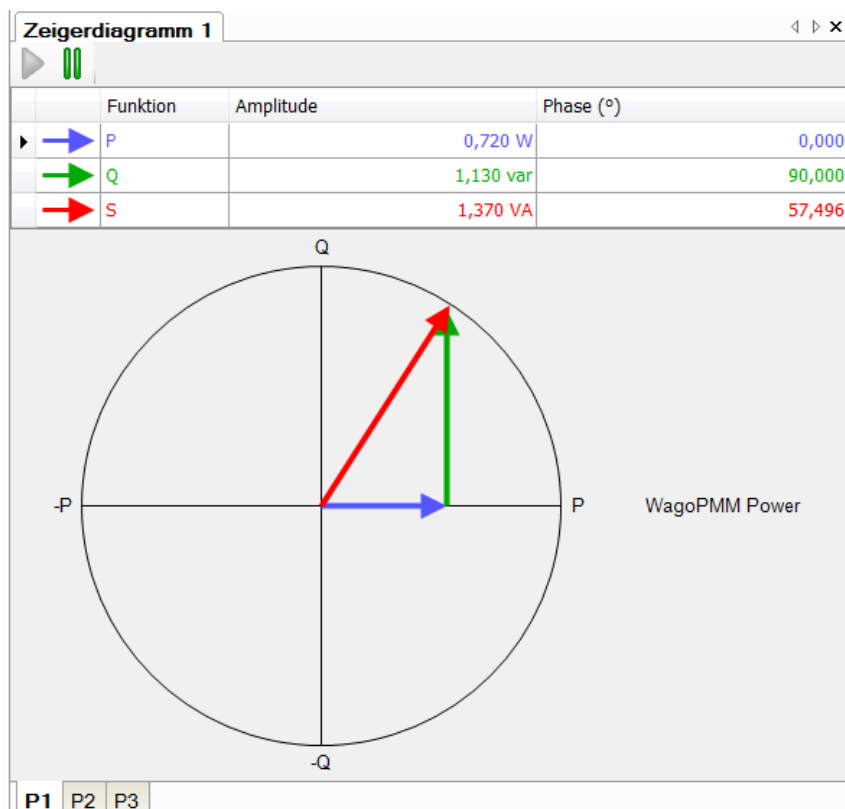 Zeigerdiagramm 1
Funktion Amplitude Phase (°)
P 0,720 W 0,000
Q 1,130 var 90,000
S 1,370 VA 57,496
Q
-P P WagoPMM Power
-Q
P1 P2 P3